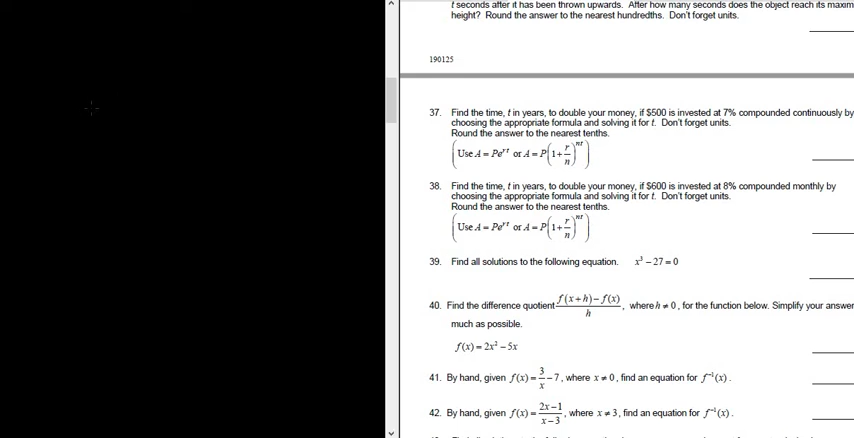 t seconds after it has been thrown upwards. After how many seconds does the object reach its maxim
height? Round the answer to the nearest hundredths. Don't forget units.
190125
37. Find the time, t in years, to double your money, if $500 is invested at 7% compounded continuously by
choosing the appropriate formula and solving it for t. Don't forget units.
Round the answer to the nearest tenths.
(Use A = Pe^{rt} or A = P(1 + r/n)^{nt})
38. Find the time, t in years, to double your money, if $600 is invested at 8% compounded monthly by
choosing the appropriate formula and solving it for t. Don't forget units.
Round the answer to the nearest tenths.
(Use A = Pe^{rt} or A = P(1 + r/n)^{nt})
39. Find all solutions to the following equation. x³ − 27 = 0
40. Find the difference quotient (f(x + h) − f(x))/h, where h ≠ 0, for the function below. Simplify your answer
much as possible.
f(x) = 2x² − 5x
41. By hand, given f(x) = 3/x − 7, where x ≠ 0, find an equation for f⁻¹(x).
42. By hand, given f(x) = (2x − 1)/(x − 3), where x ≠ 3, find an equation for f⁻¹(x).